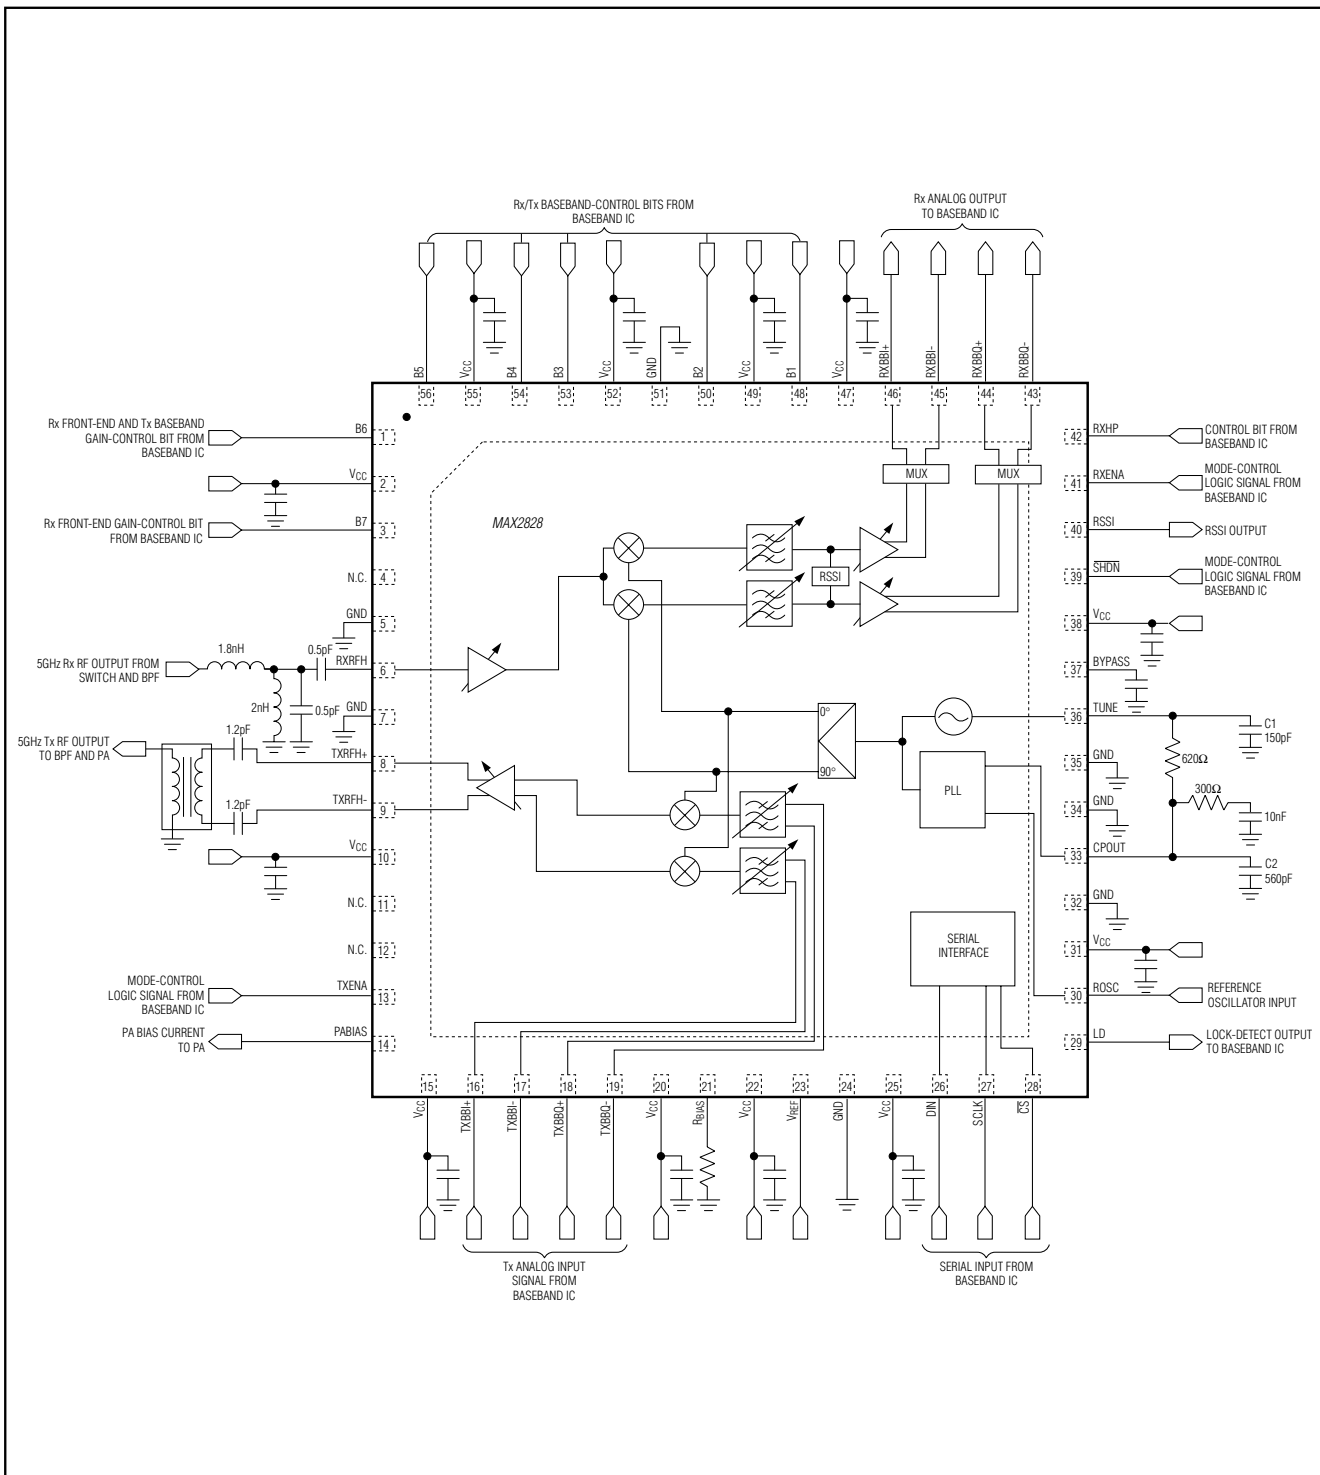 Rx/Tx BASEBAND-CONTROL BITS FROM
BASEBAND IC
Rx ANALOG OUTPUT
TO BASEBAND IC
B5
VCC
B4
B3
VCC
GND
B2
VCC
B1
VCC
RXBBI+
RXBBI-
RXBBQ+
RXBBQ-
56
55
54
53
52
51
50
49
48
47
46
45
44
43
Rx FRONT-END AND Tx BASEBAND
GAIN-CONTROL BIT FROM
BASEBAND IC
B6
1
VCC
2
Rx FRONT-END GAIN-CONTROL BIT
FROM BASEBAND IC
B7
3
N.C.
4
GND
5
5GHz Rx RF OUTPUT FROM
SWITCH AND BPF
1.8nH
0.5pF
RXRFH
6
2nH
0.5pF
GND
7
5GHz Tx RF OUTPUT
TO BPF AND PA
1.2pF
TXRFH+
8
1.2pF
TXRFH-
9
VCC
10
N.C.
11
N.C.
12
MODE-CONTROL
LOGIC SIGNAL FROM
BASEBAND IC
TXENA
13
PA BIAS CURRENT
TO PA
PABIAS
14
MAX2828
MUX
MUX
RSSI
0°
90°
PLL
SERIAL
INTERFACE
42
RXHP
CONTROL BIT FROM
BASEBAND IC
41
RXENA
MODE-CONTROL
LOGIC SIGNAL FROM
BASEBAND IC
40
RSSI
RSSI OUTPUT
39
SHDN
MODE-CONTROL
LOGIC SIGNAL FROM
BASEBAND IC
38
VCC
37
BYPASS
36
TUNE
C1
150pF
35
GND
620Ω
34
GND
300Ω
10nF
33
CPOUT
C2
560pF
32
GND
31
VCC
30
ROSC
REFERENCE
OSCILLATOR INPUT
29
LD
LOCK-DETECT OUTPUT
TO BASEBAND IC
15
16
17
18
19
20
21
22
23
24
25
26
27
28
VCC
TXBBI+
TXBBI-
TXBBQ+
TXBBQ-
VCC
RBIAS
VCC
VREF
GND
VCC
DIN
SCLK
CS
Tx ANALOG INPUT
SIGNAL FROM
BASEBAND IC
SERIAL INPUT FROM
BASEBAND IC